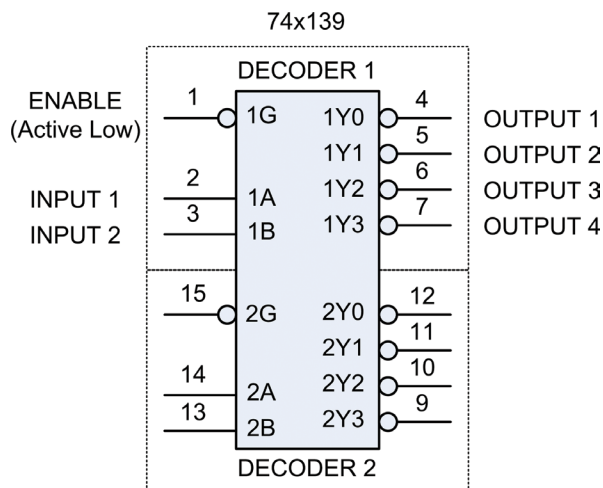 74x139
DECODER 1
ENABLE
(Active Low)
1 1G 1Y0 4 OUTPUT 1
1Y1 5 OUTPUT 2
INPUT 1 2 1A 1Y2 6 OUTPUT 3
INPUT 2 3 1B 1Y3 7 OUTPUT 4
15 2G 2Y0 12
2Y1 11
14 2A 2Y2 10
13 2B 2Y3 9
DECODER 2